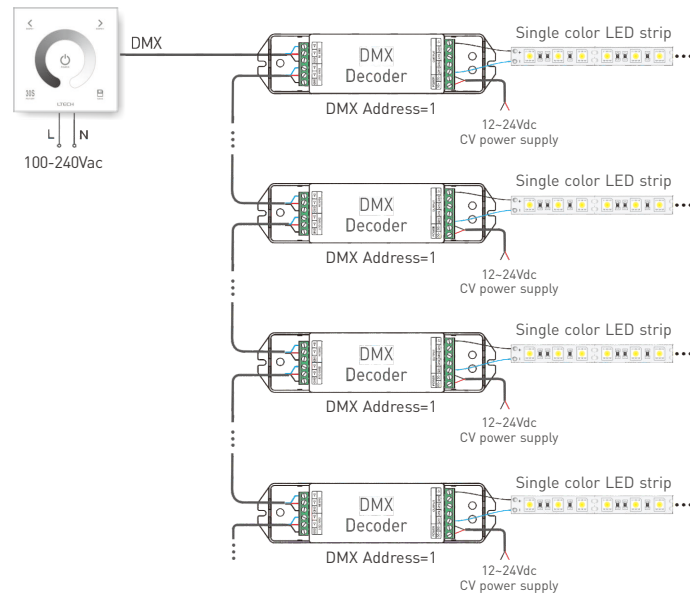 DMX
LTECH
L N
100-240Vac
DMX
Decoder
DMX Address=1
Single color LED strip
12~24Vdc
CV power supply
DMX
Decoder
DMX Address=1
Single color LED strip
12~24Vdc
CV power supply
DMX
Decoder
DMX Address=1
Single color LED strip
12~24Vdc
CV power supply
DMX
Decoder
DMX Address=1
Single color LED strip
12~24Vdc
CV power supply